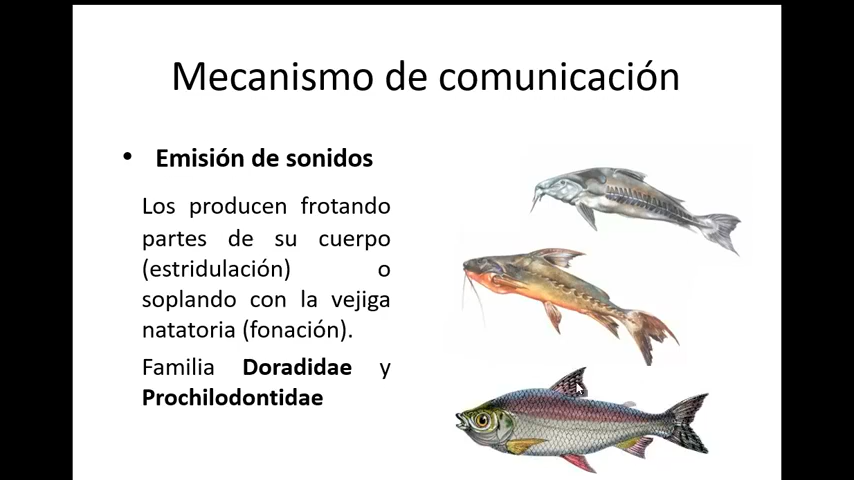 Mecanismo de comunicación
• Emisión de sonidos
Los producen frotando
partes de su cuerpo
(estridulación) o
soplando con la vejiga
natatoria (fonación).
Familia Doradidae y
Prochilodontidae